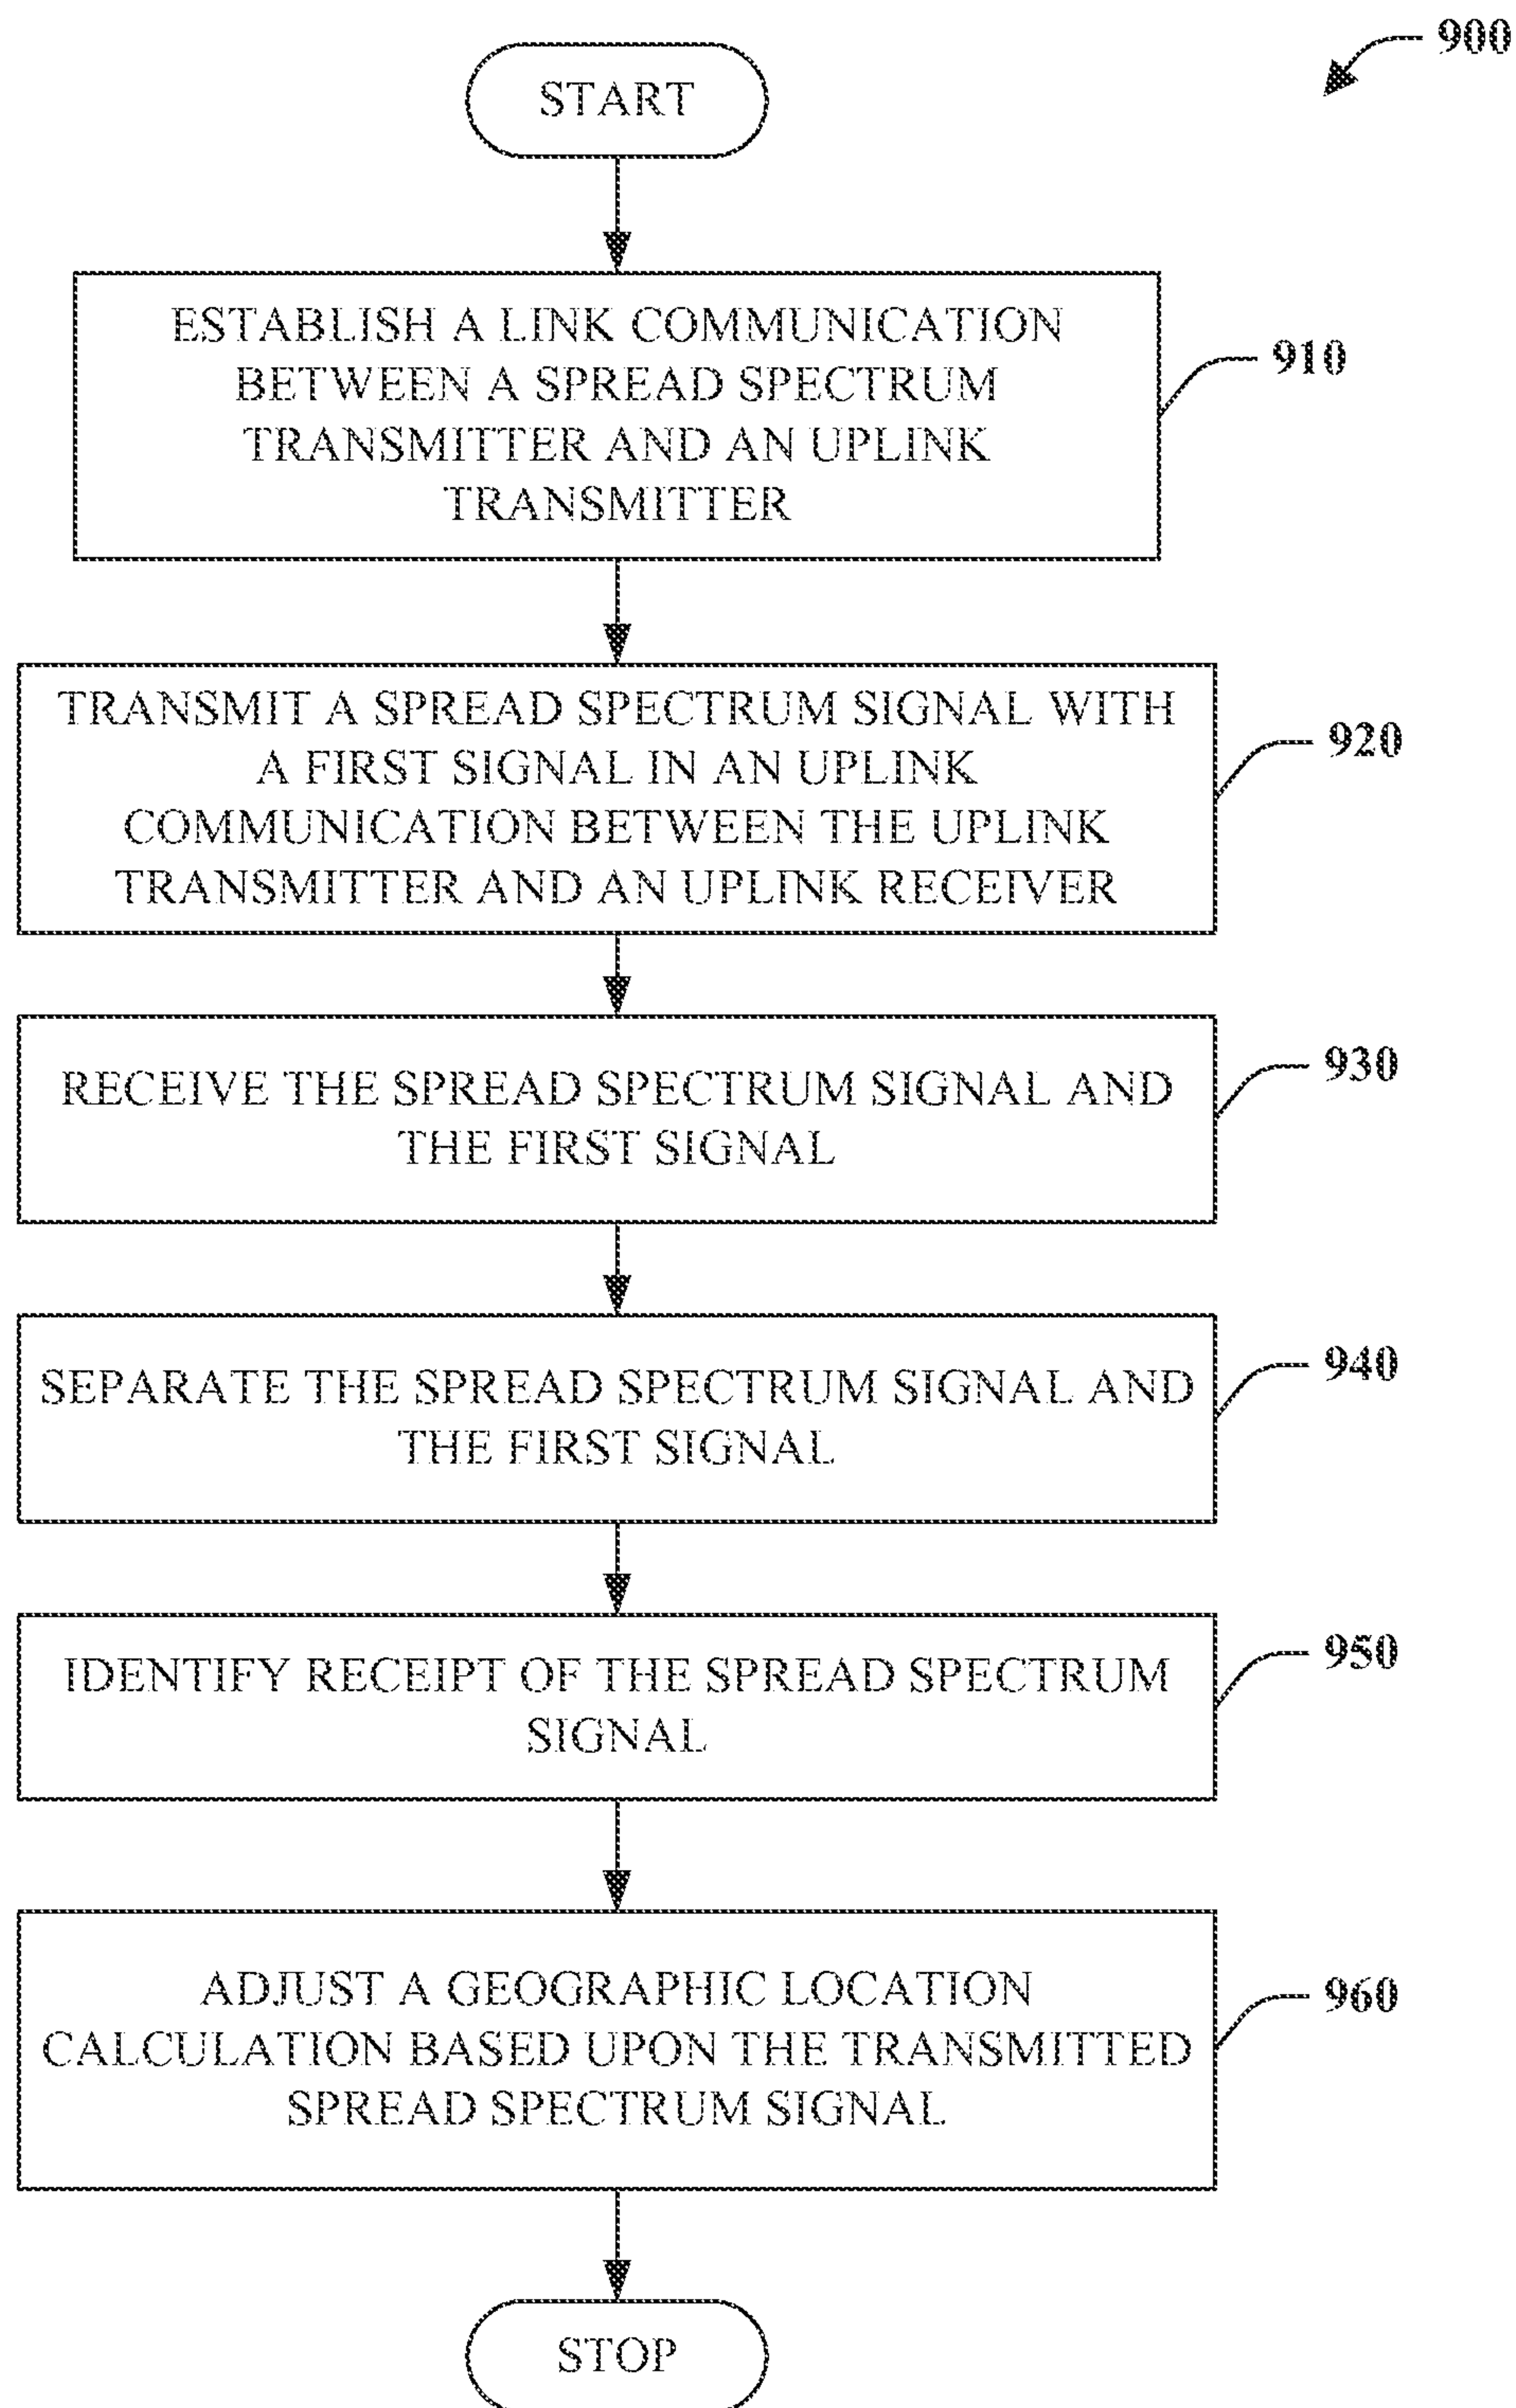 900
START
ESTABLISH A LINK COMMUNICATION
BETWEEN A SPREAD SPECTRUM
TRANSMITTER AND AN UPLINK
TRANSMITTER
910
TRANSMIT A SPREAD SPECTRUM SIGNAL WITH
A FIRST SIGNAL IN AN UPLINK
COMMUNICATION BETWEEN THE UPLINK
TRANSMITTER AND AN UPLINK RECEIVER
920
RECEIVE THE SPREAD SPECTRUM SIGNAL AND
THE FIRST SIGNAL
930
SEPARATE THE SPREAD SPECTRUM SIGNAL AND
THE FIRST SIGNAL
940
IDENTIFY RECEIPT OF THE SPREAD SPECTRUM
SIGNAL
950
ADJUST A GEOGRAPHIC LOCATION
CALCULATION BASED UPON THE TRANSMITTED
SPREAD SPECTRUM SIGNAL
960
STOP